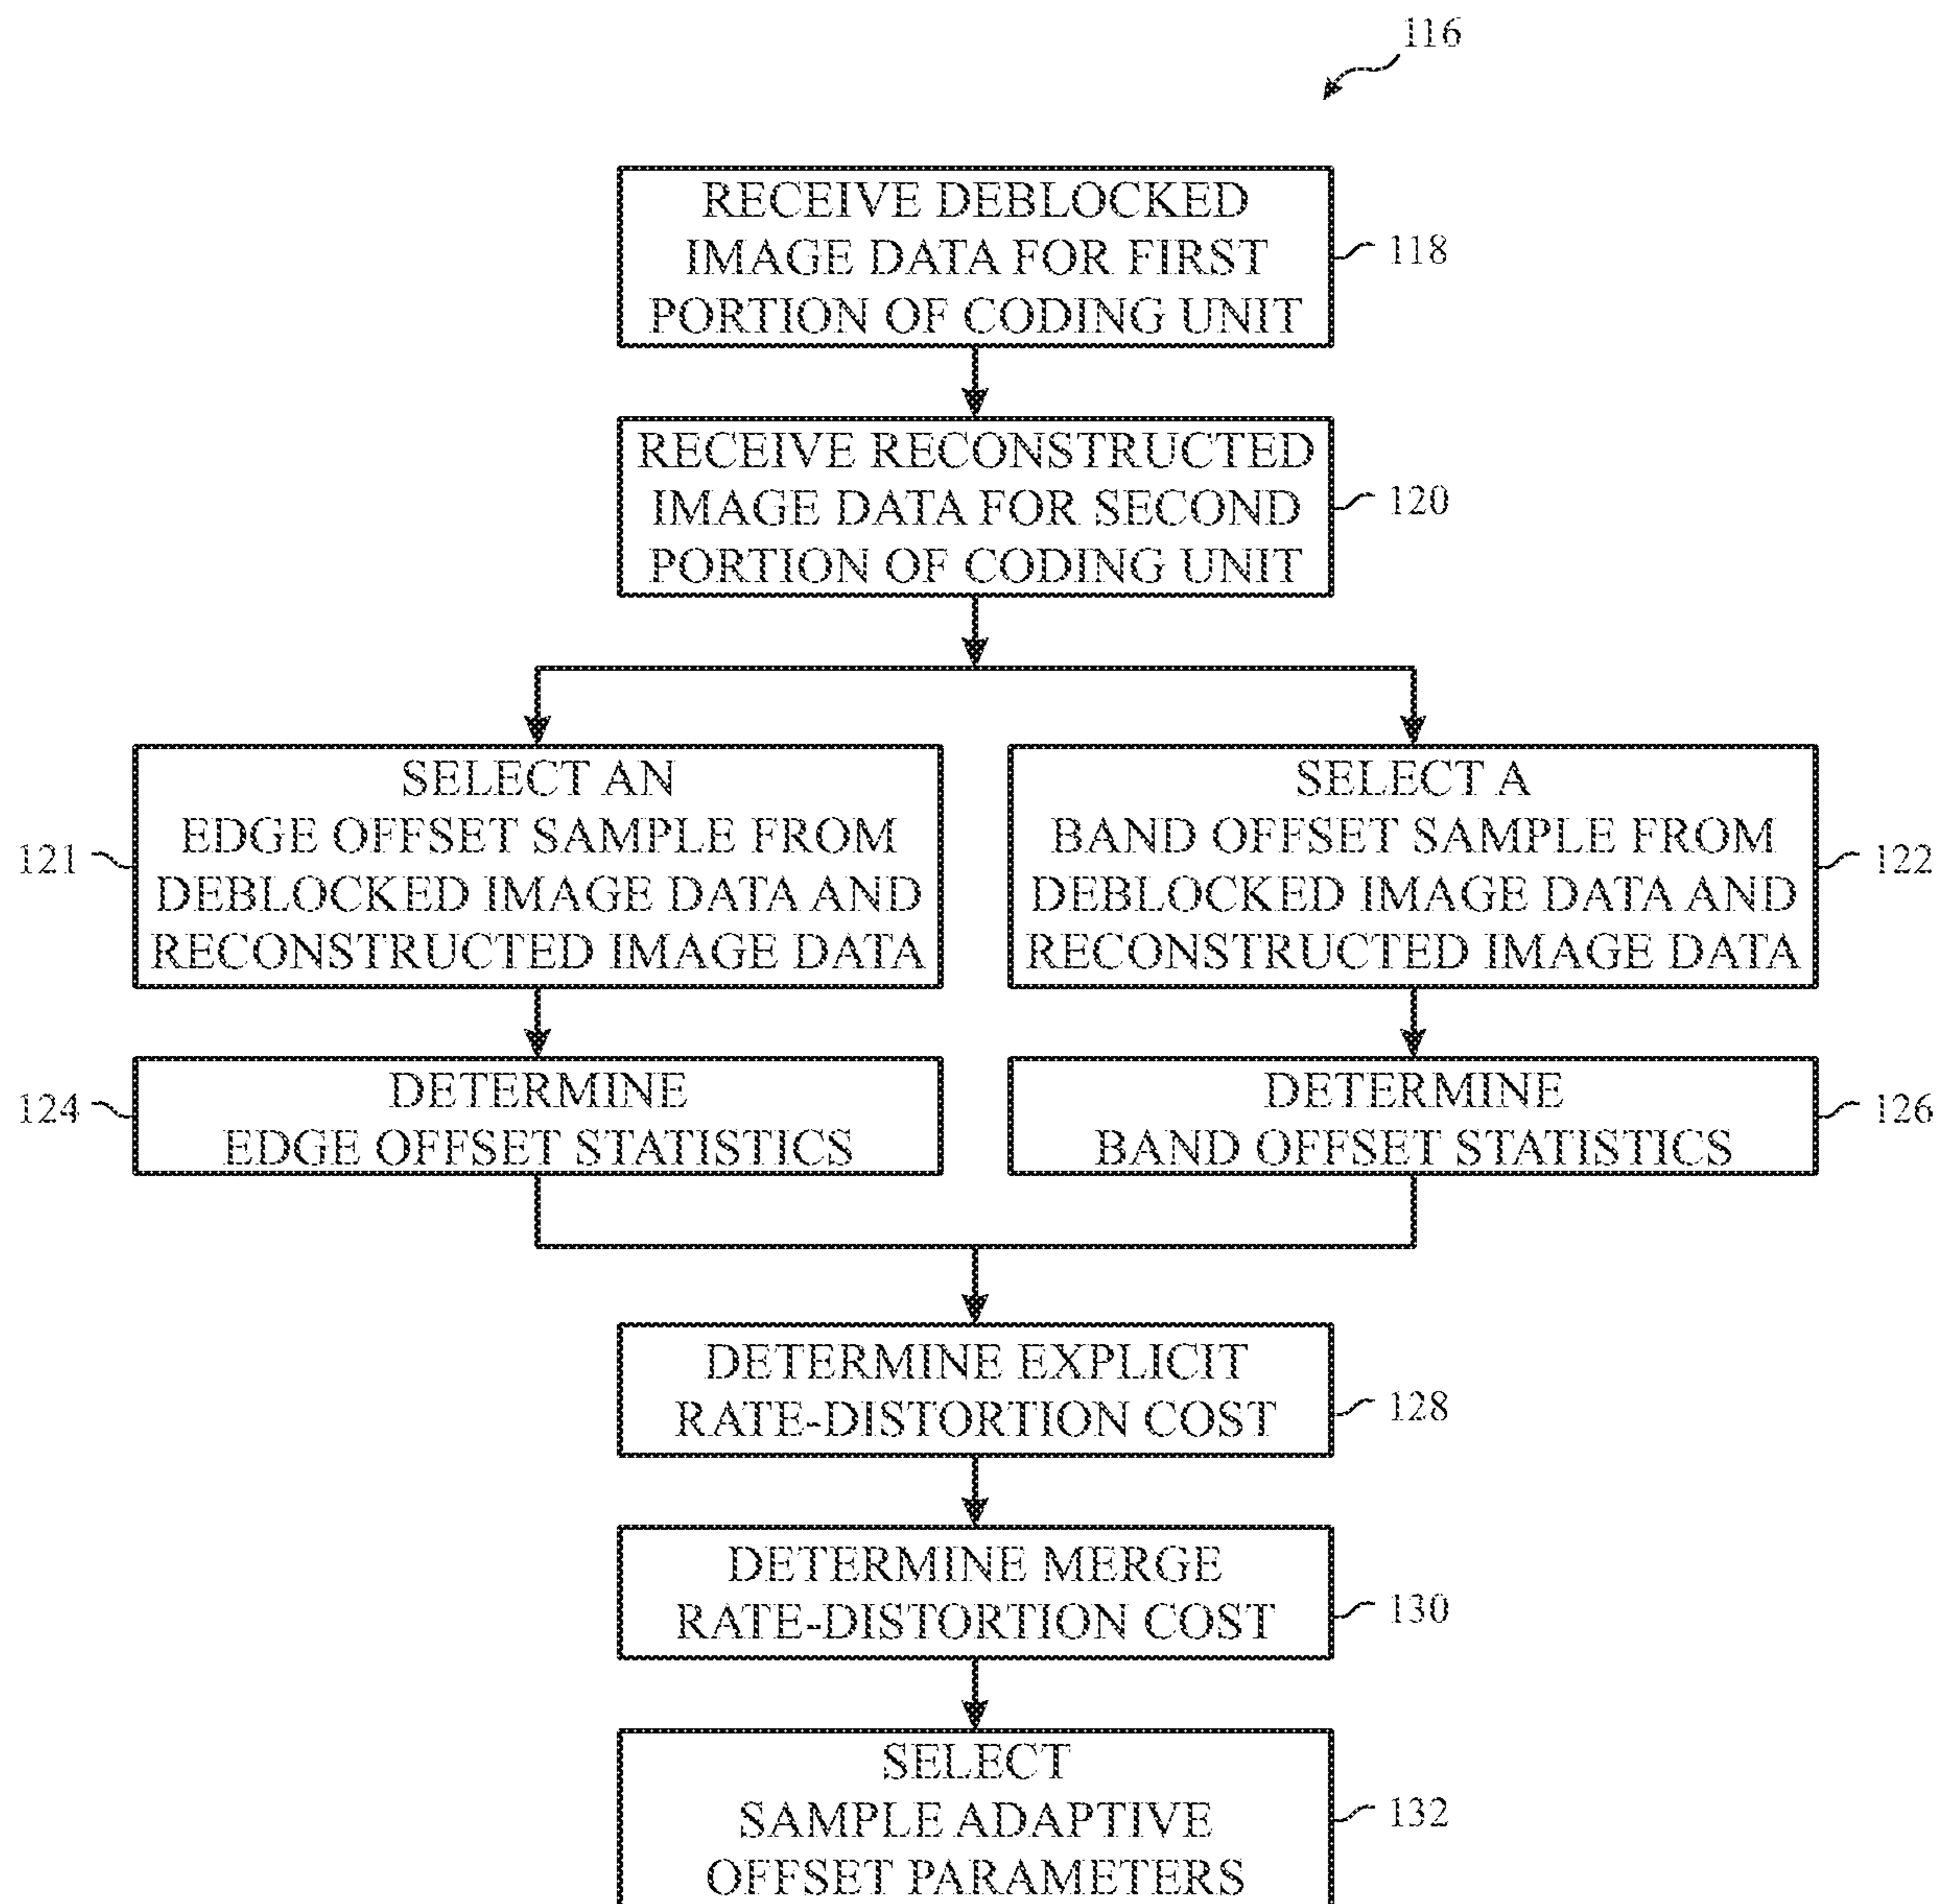 116
RECEIVE DEBLOCKED
IMAGE DATA FOR FIRST
PORTION OF CODING UNIT
118
RECEIVE RECONSTRUCTED
IMAGE DATA FOR SECOND
PORTION OF CODING UNIT
120
SELECT AN
EDGE OFFSET SAMPLE FROM
DEBLOCKED IMAGE DATA AND
RECONSTRUCTED IMAGE DATA
121
SELECT A
BAND OFFSET SAMPLE FROM
DEBLOCKED IMAGE DATA AND
RECONSTRUCTED IMAGE DATA
122
DETERMINE
EDGE OFFSET STATISTICS
124
DETERMINE
BAND OFFSET STATISTICS
126
DETERMINE EXPLICIT
RATE-DISTORTION COST
128
DETERMINE MERGE
RATE-DISTORTION COST
130
SELECT
SAMPLE ADAPTIVE
OFFSET PARAMETERS
132